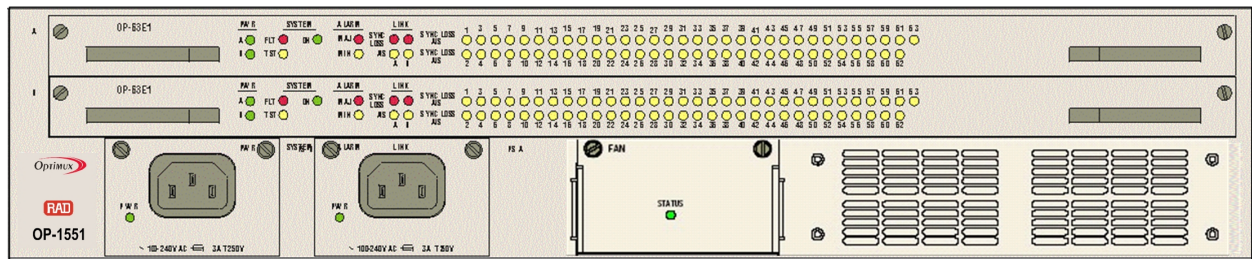 A
OP-63E1
PWR SYSTEM ALARM LINK
A FLT ON MAJ SYNC LOSS SYNC LOSS AIS
1 3 5 7 9 11 13 15 17 19 21 23 25 27 29 31 33 35 37 39 41 43 45 47 49 51 53 55 57 59 61 63
B TST MIN AIS SYNC LOSS AIS
A B
2 4 6 8 10 12 14 16 18 20 22 24 26 28 30 32 34 36 38 40 42 44 46 48 50 52 54 56 58 60 62
OP-63E1
PWR SYSTEM ALARM LINK
A FLT ON MAJ SYNC LOSS SYNC LOSS AIS
1 3 5 7 9 11 13 15 17 19 21 23 25 27 29 31 33 35 37 39 41 43 45 47 49 51 53 55 57 59 61 63
B TST MIN AIS SYNC LOSS AIS
A B
2 4 6 8 10 12 14 16 18 20 22 24 26 28 30 32 34 36 38 40 42 44 46 48 50 52 54 56 58 60 62
Optimux
RAD
OP-1551
PWR
PWR
~ 100-240V AC 3A T250V
LINK
PWR
~ 100-240V AC 3A T250V
PS A
FAN
STATUS